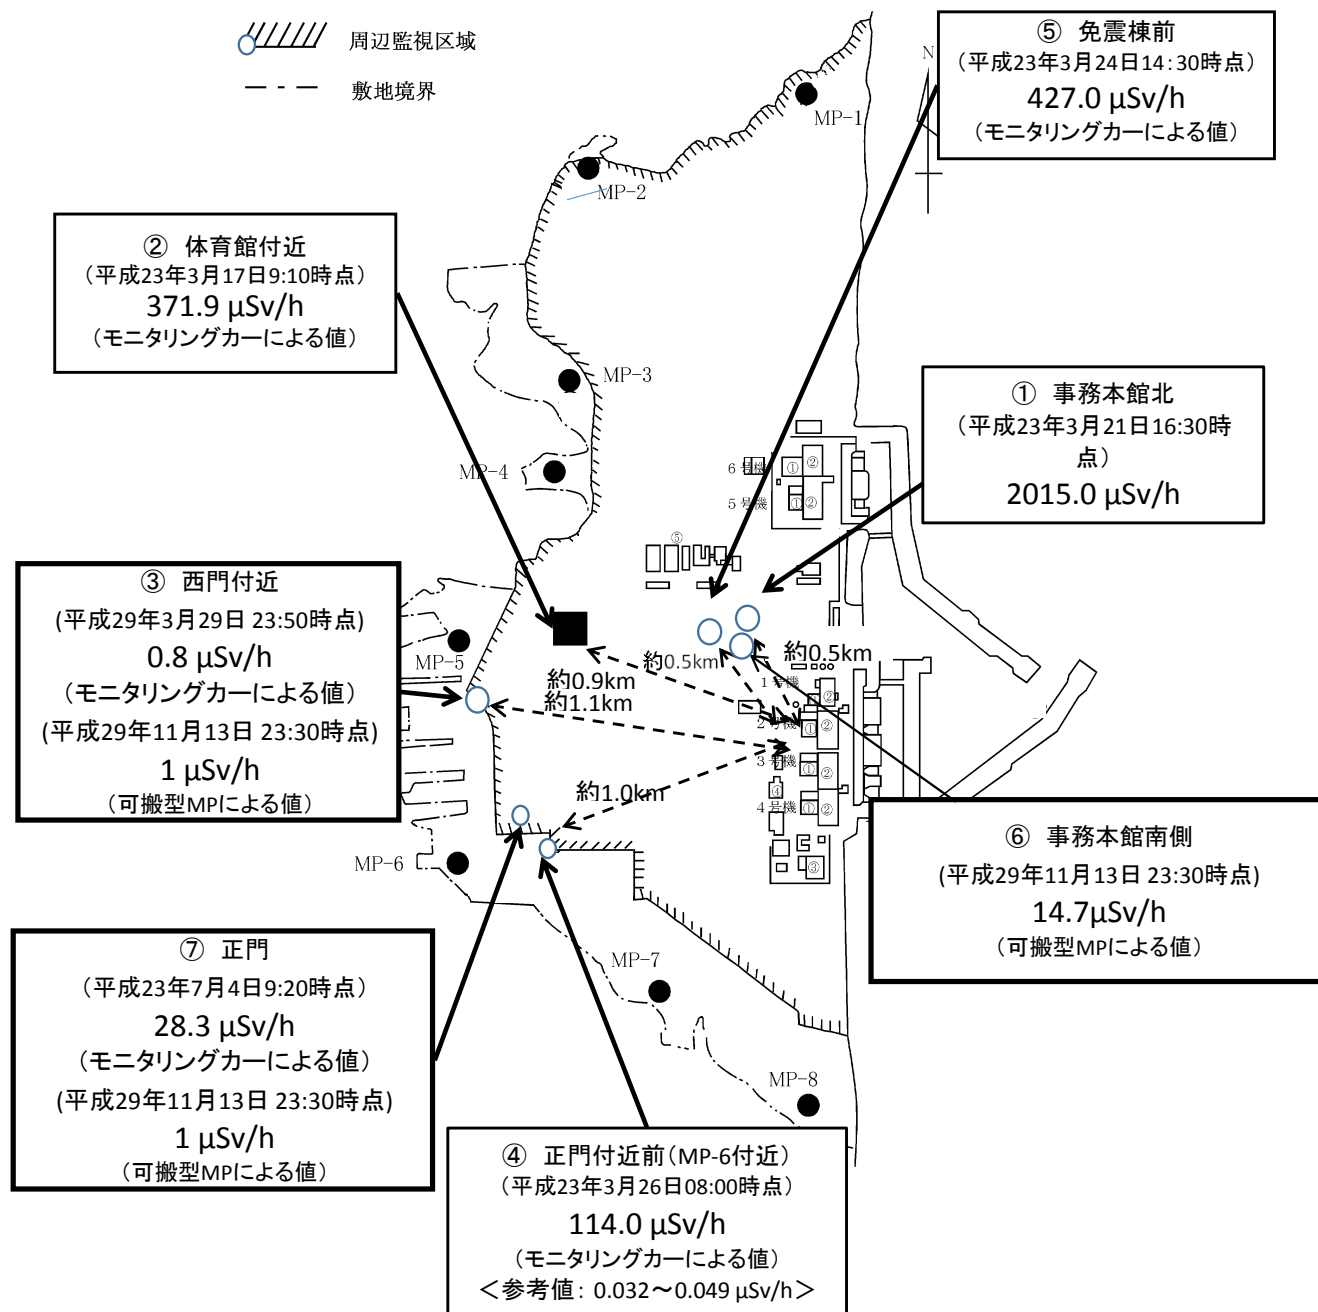 周辺監視区域
敷地境界
⑤ 免震棟前
（平成23年3月24日14：30時点）
427.0 μSv/h
（モニタリングカーによる値）
N
MP-1
MP-2
② 体育館付近
（平成23年3月17日9:10時点）
371.9 μSv/h
（モニタリングカーによる値）
MP-3
① 事務本館北
（平成23年3月21日16:30時
点）
2015.0 μSv/h
MP-4
6号機
① ②
5号機
① ②
⑤
③ 西門付近
(平成29年3月29日 23:50時点)
0.8 μSv/h
（モニタリングカーによる値）
(平成29年11月13日 23:30時点)
1 μSv/h
（可搬型MPによる値）
MP-5
約0.5km
約0.5km
約0.9km
約1.1km
1号機
②
2号機
① ②
3号機
① ②
④
4号機
① ②
③
約1.0km
MP-6
⑥ 事務本館南側
(平成29年11月13日 23:30時点)
14.7μSv/h
（可搬型MPによる値）
⑦ 正門
（平成23年7月4日9:20時点）
28.3 μSv/h
（モニタリングカーによる値）
(平成29年11月13日 23:30時点)
1 μSv/h
（可搬型MPによる値）
MP-7
MP-8
④ 正門付近前（MP-6付近）
（平成23年3月26日08:00時点）
114.0 μSv/h
（モニタリングカーによる値）
＜参考値： 0.032～0.049 μSv/h＞